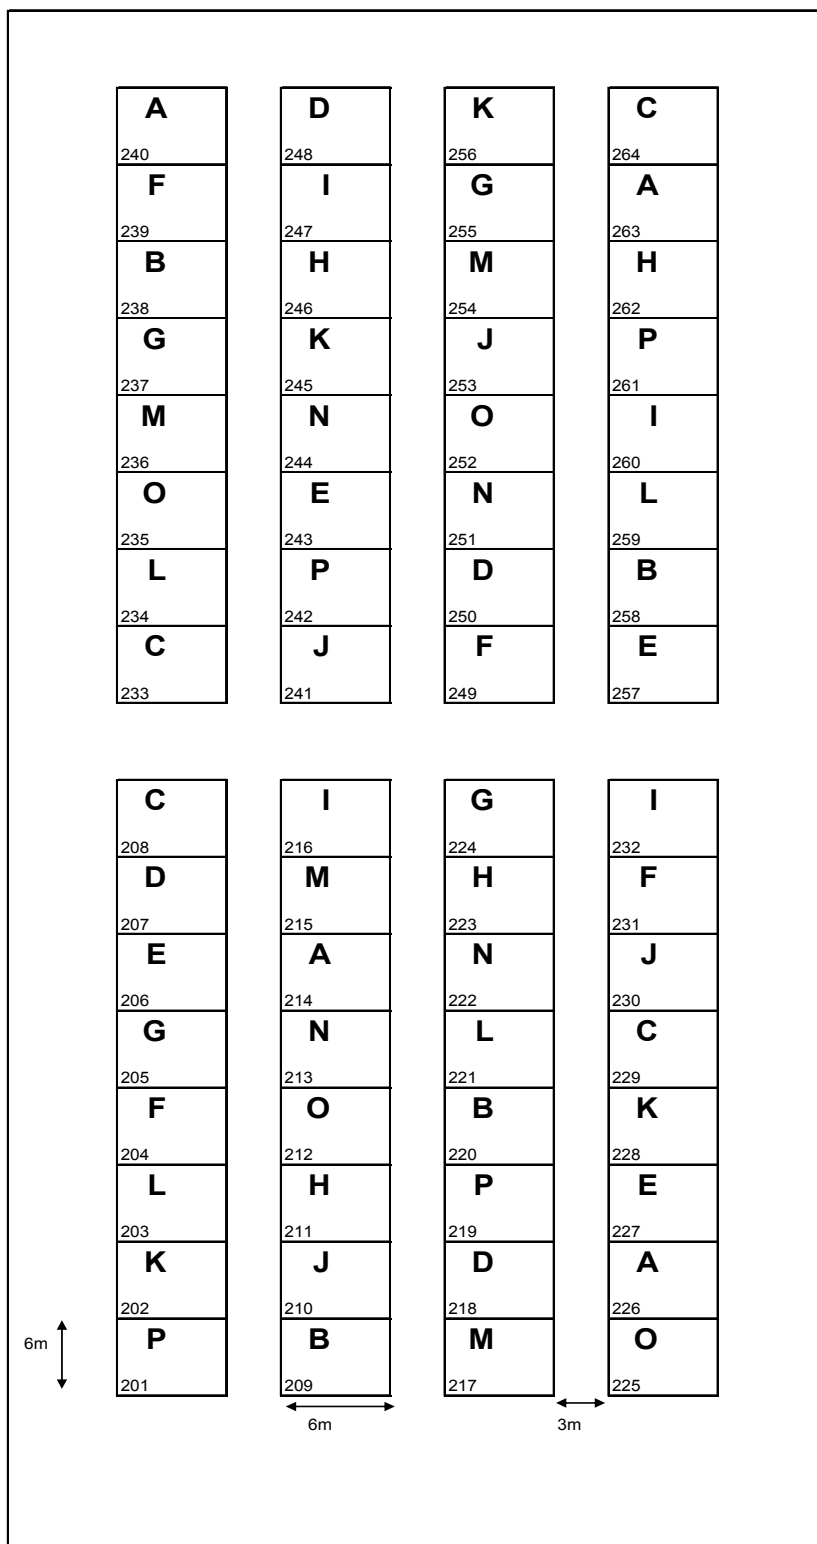 A D K C
240 248 256 264
F I G A
239 247 255 263
B H M H
238 246 254 262
G K J P
237 245 253 261
M N O I
236 244 252 260
O E N L
235 243 251 259
L P D B
234 242 250 258
C J F E
233 241 249 257
C I G I
208 216 224 232
D M H F
207 215 223 231
E A N J
206 214 222 230
G N L C
205 213 221 229
F O B K
204 212 220 228
L H P E
203 211 219 227
K J D A
202 210 218 226
P B M O
6m
201 209 217 225
6m 3m